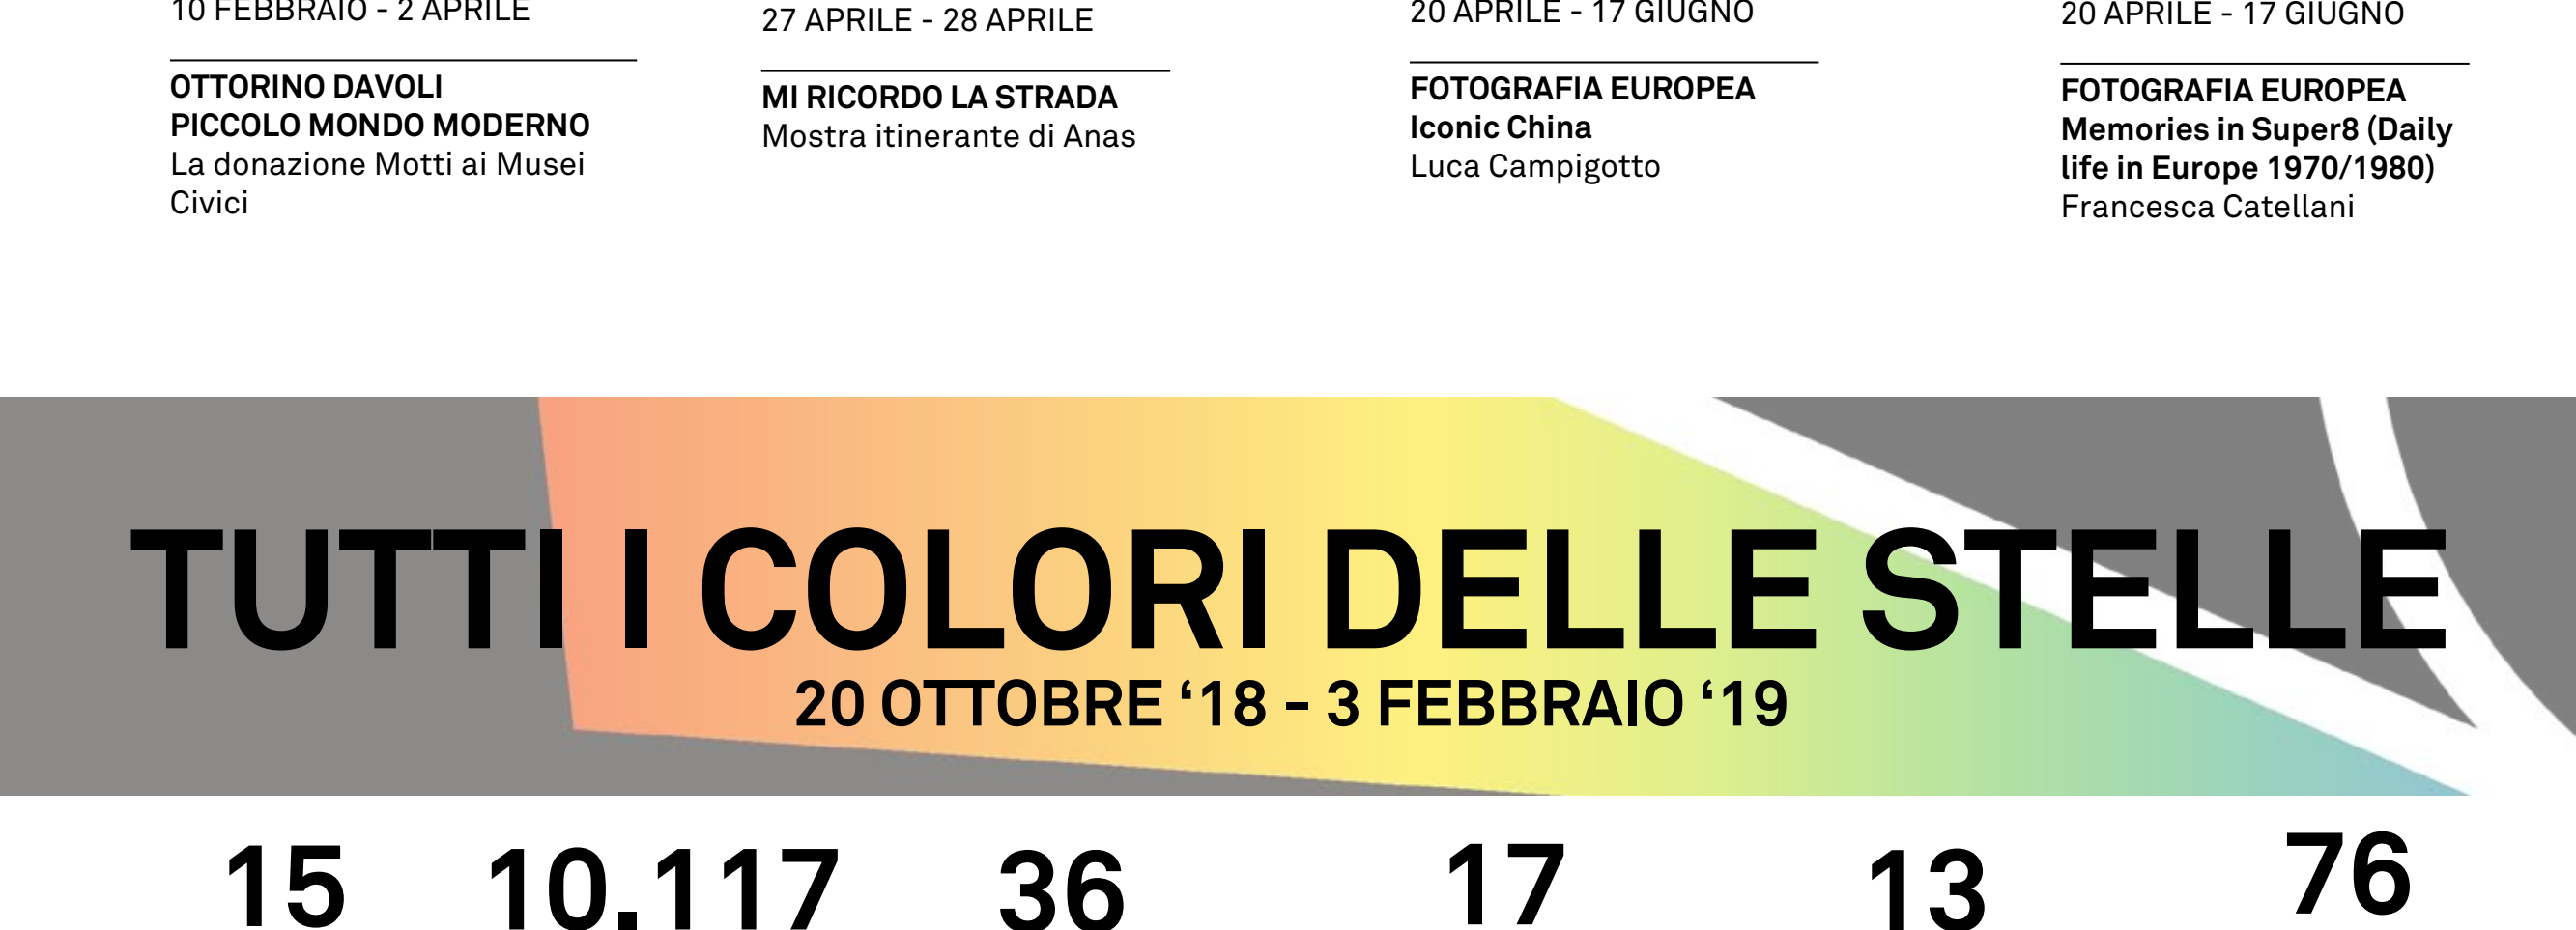 10 FEBBRAIO - 2 APRILE
OTTORINO DAVOLI
PICCOLO MONDO MODERNO
La donazione Motti ai Musei
Civici
27 APRILE - 28 APRILE
MI RICORDO LA STRADA
Mostra itinerante di Anas
20 APRILE - 17 GIUGNO
FOTOGRAFIA EUROPEA
Iconic China
Luca Campigotto
20 APRILE - 17 GIUGNO
FOTOGRAFIA EUROPEA
Memories in Super8 (Daily
life in Europe 1970/1980)
Francesca Catellani
TUTTI I COLORI DELLE STELLE
20 OTTOBRE ‘18 - 3 FEBBRAIO ‘19
15 10.117 36 17 13 76